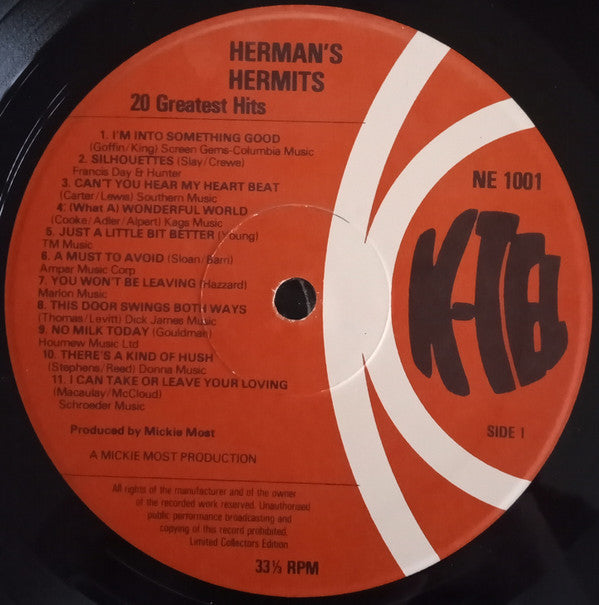 HERMAN'S
HERMITS
20 Greatest Hits
1. I'M INTO SOMETHING GOOD
(Goffin/King) Screen Gems-Columbia Music
2. SILHOUETTES (Slay/Crewe)
Francis Day & Hunter
3. CAN'T YOU HEAR MY HEART BEAT
(Carter/Lewis) Southern Music
4. (What A) WONDERFUL WORLD
(Cooke/Adler/Alpert) Kags Music
5. JUST A LITTLE BIT BETTER (Young)
TM Music
6. A MUST TO AVOID (Sloan/Barri)
Ampar Music Corp
7. YOU WON'T BE LEAVING (Hazzard)
Marion Music
8. THIS DOOR SWINGS BOTH WAYS
(Thomas/Levitt) Dick James Music
9. NO MILK TODAY (Gouldman)
Hournew Music Ltd
10. THERE'S A KIND OF HUSH
(Stephens/Reed) Donna Music
11. I CAN TAKE OR LEAVE YOUR LOVING
(Macaulay/McCloud)
Schroeder Music
Produced by Mickie Most
A MICKIE MOST PRODUCTION
All rights of the manufacturer and of the owner
of the recorded work reserved. Unauthorised
public performance broadcasting and
copying of this record prohibited.
Limited Collectors Edition.
33⅓ RPM
NE 1001
K-TEL
SIDE I